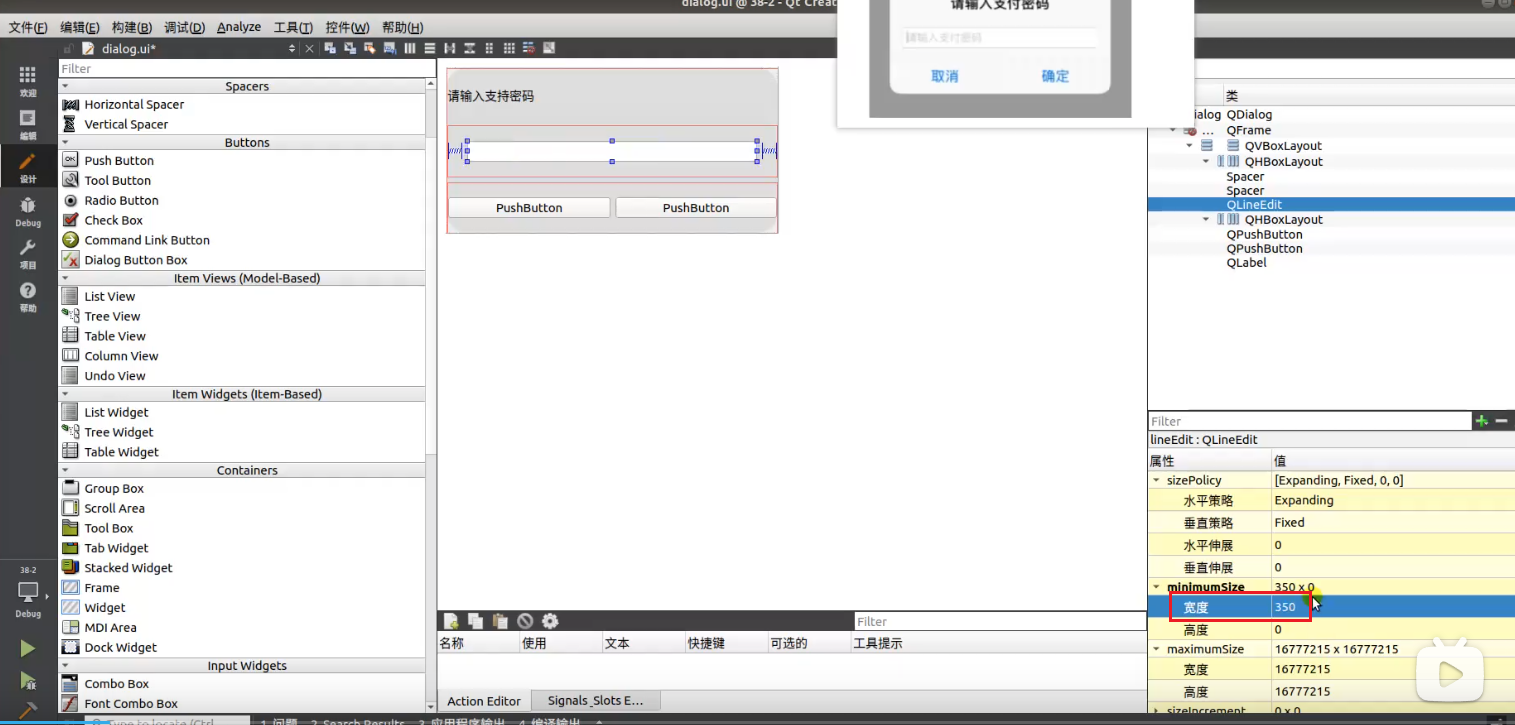 dialog.ui @ 38-2 - Qt Crea
文件(F) 编辑(E) 构建(B) 调试(D) Analyze 工具(T) 控件(W) 帮助(H)
dialog.ui*
欢迎
编辑
设计
Debug
项目
帮助
38-2
Debug
Filter
Spacers
Horizontal Spacer
Vertical Spacer
Buttons
Push Button
Tool Button
Radio Button
Check Box
Command Link Button
Dialog Button Box
Item Views (Model-Based)
List View
Tree View
Table View
Column View
Undo View
Item Widgets (Item-Based)
List Widget
Tree Widget
Table Widget
Containers
Group Box
Scroll Area
Tool Box
Tab Widget
Stacked Widget
Frame
Widget
MDI Area
Dock Widget
Input Widgets
Combo Box
Font Combo Box
请输入支持密码
PushButton PushButton
请输入支付密码
请输入支付密码
取消 确定
Filter
名称 使用 文本 快捷键 可选的 工具提示
Action Editor Signals_Slots E...
类
ialog QDialog
... QFrame
QVBoxLayout
QHBoxLayout
Spacer
Spacer
QLineEdit
QHBoxLayout
QPushButton
QPushButton
QLabel
Filter
lineEdit : QLineEdit
属性 值
sizePolicy [Expanding, Fixed, 0, 0]
水平策略 Expanding
垂直策略 Fixed
水平伸展 0
垂直伸展 0
minimumSize 350 x 0
宽度 350
高度 0
maximumSize 16777215 x 16777215
宽度 16777215
高度 16777215
sizeIncrement 0 x 0
Type to locate (Ctrl 1 问题 2 Search Results 3 应用程序输出 4 编译输出